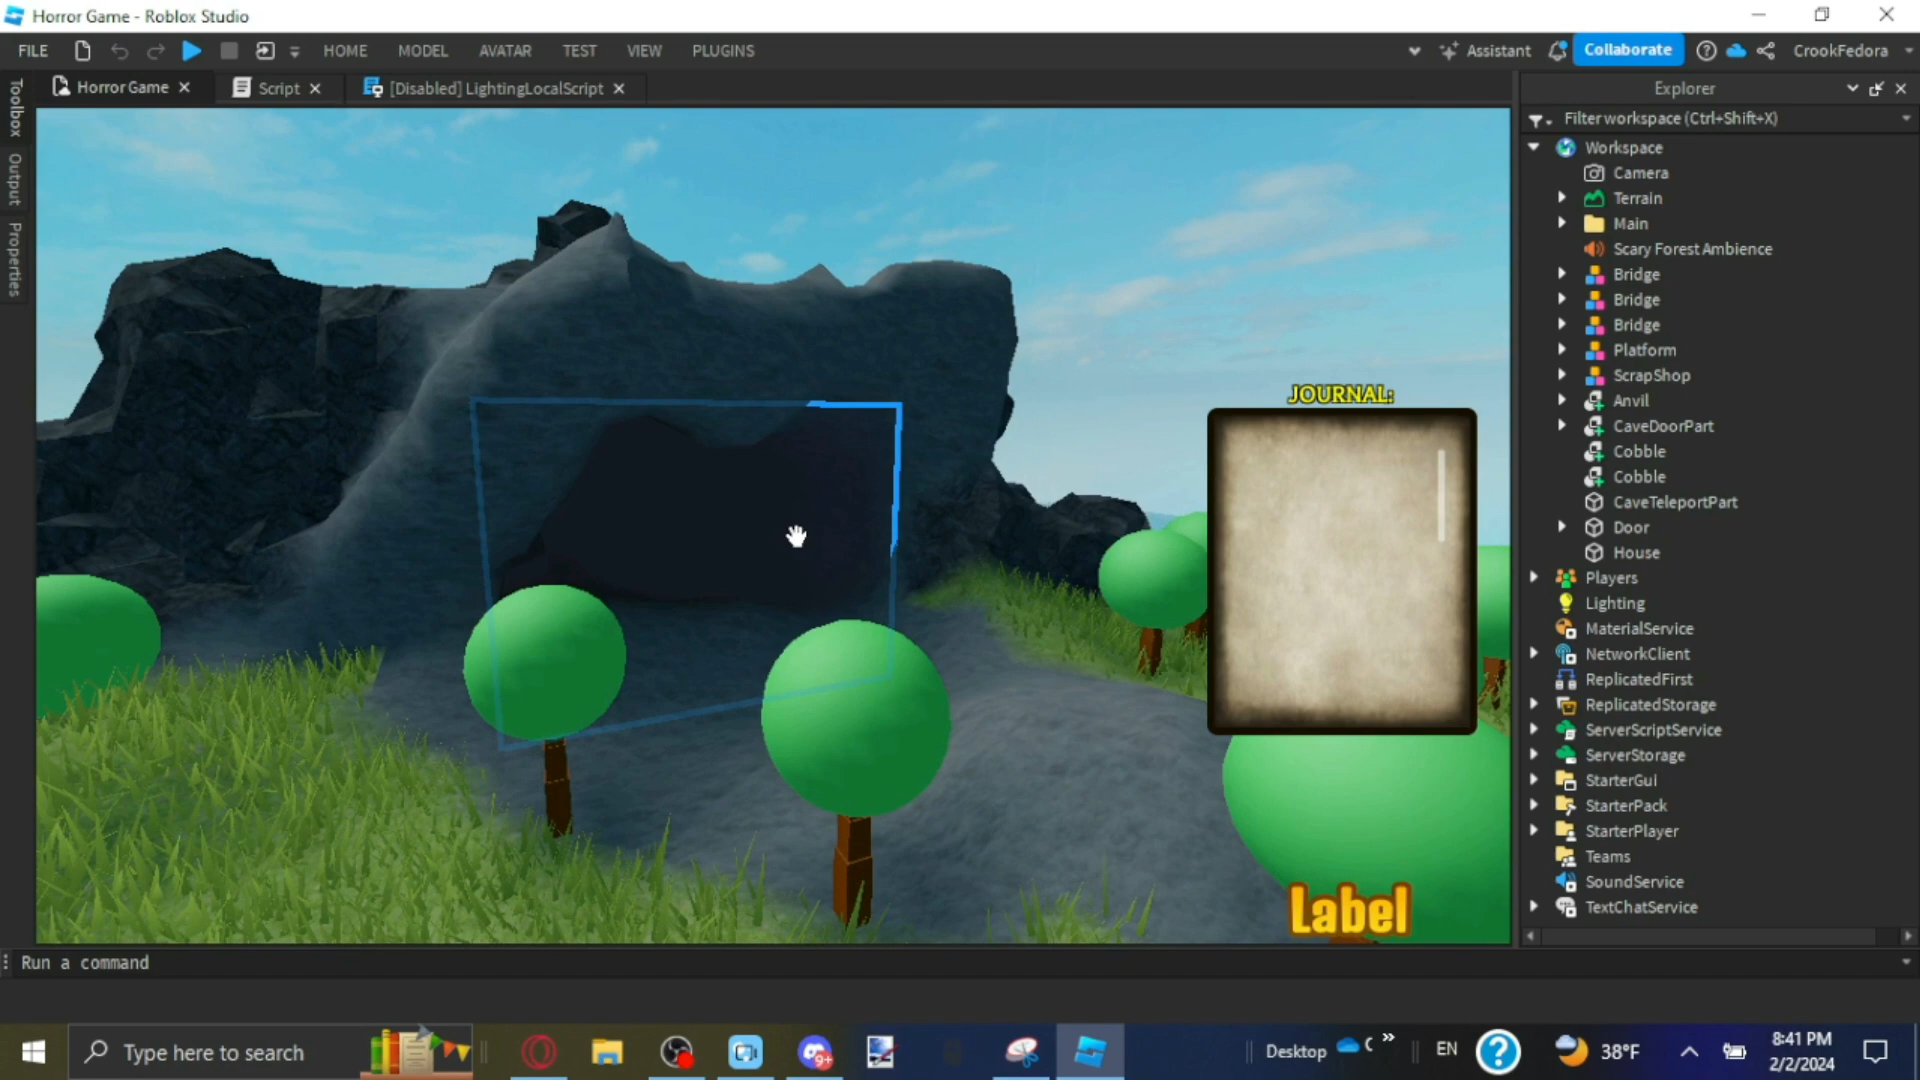 Horror Game - Roblox Studio
FILE HOME MODEL AVATAR TEST VIEW PLUGINS Assistant Collaborate CrookFedora
Horror Game Script [Disabled] LightingLocalScript
Toolbox
Output
Properties
Explorer
Filter workspace (Ctrl+Shift+X)
Workspace
Camera
Terrain
Main
Scary Forest Ambience
Bridge
Bridge
Bridge
Platform
ScrapShop
Anvil
CaveDoorPart
Cobble
Cobble
CaveTeleportPart
Door
House
Players
Lighting
MaterialService
NetworkClient
ReplicatedFirst
ReplicatedStorage
ServerScriptService
ServerStorage
StarterGui
StarterPack
StarterPlayer
Teams
SoundService
TextChatService
JOURNAL:
Label
Run a command
Type here to search
9+
Desktop
EN
38°F
8:41 PM
2/2/2024